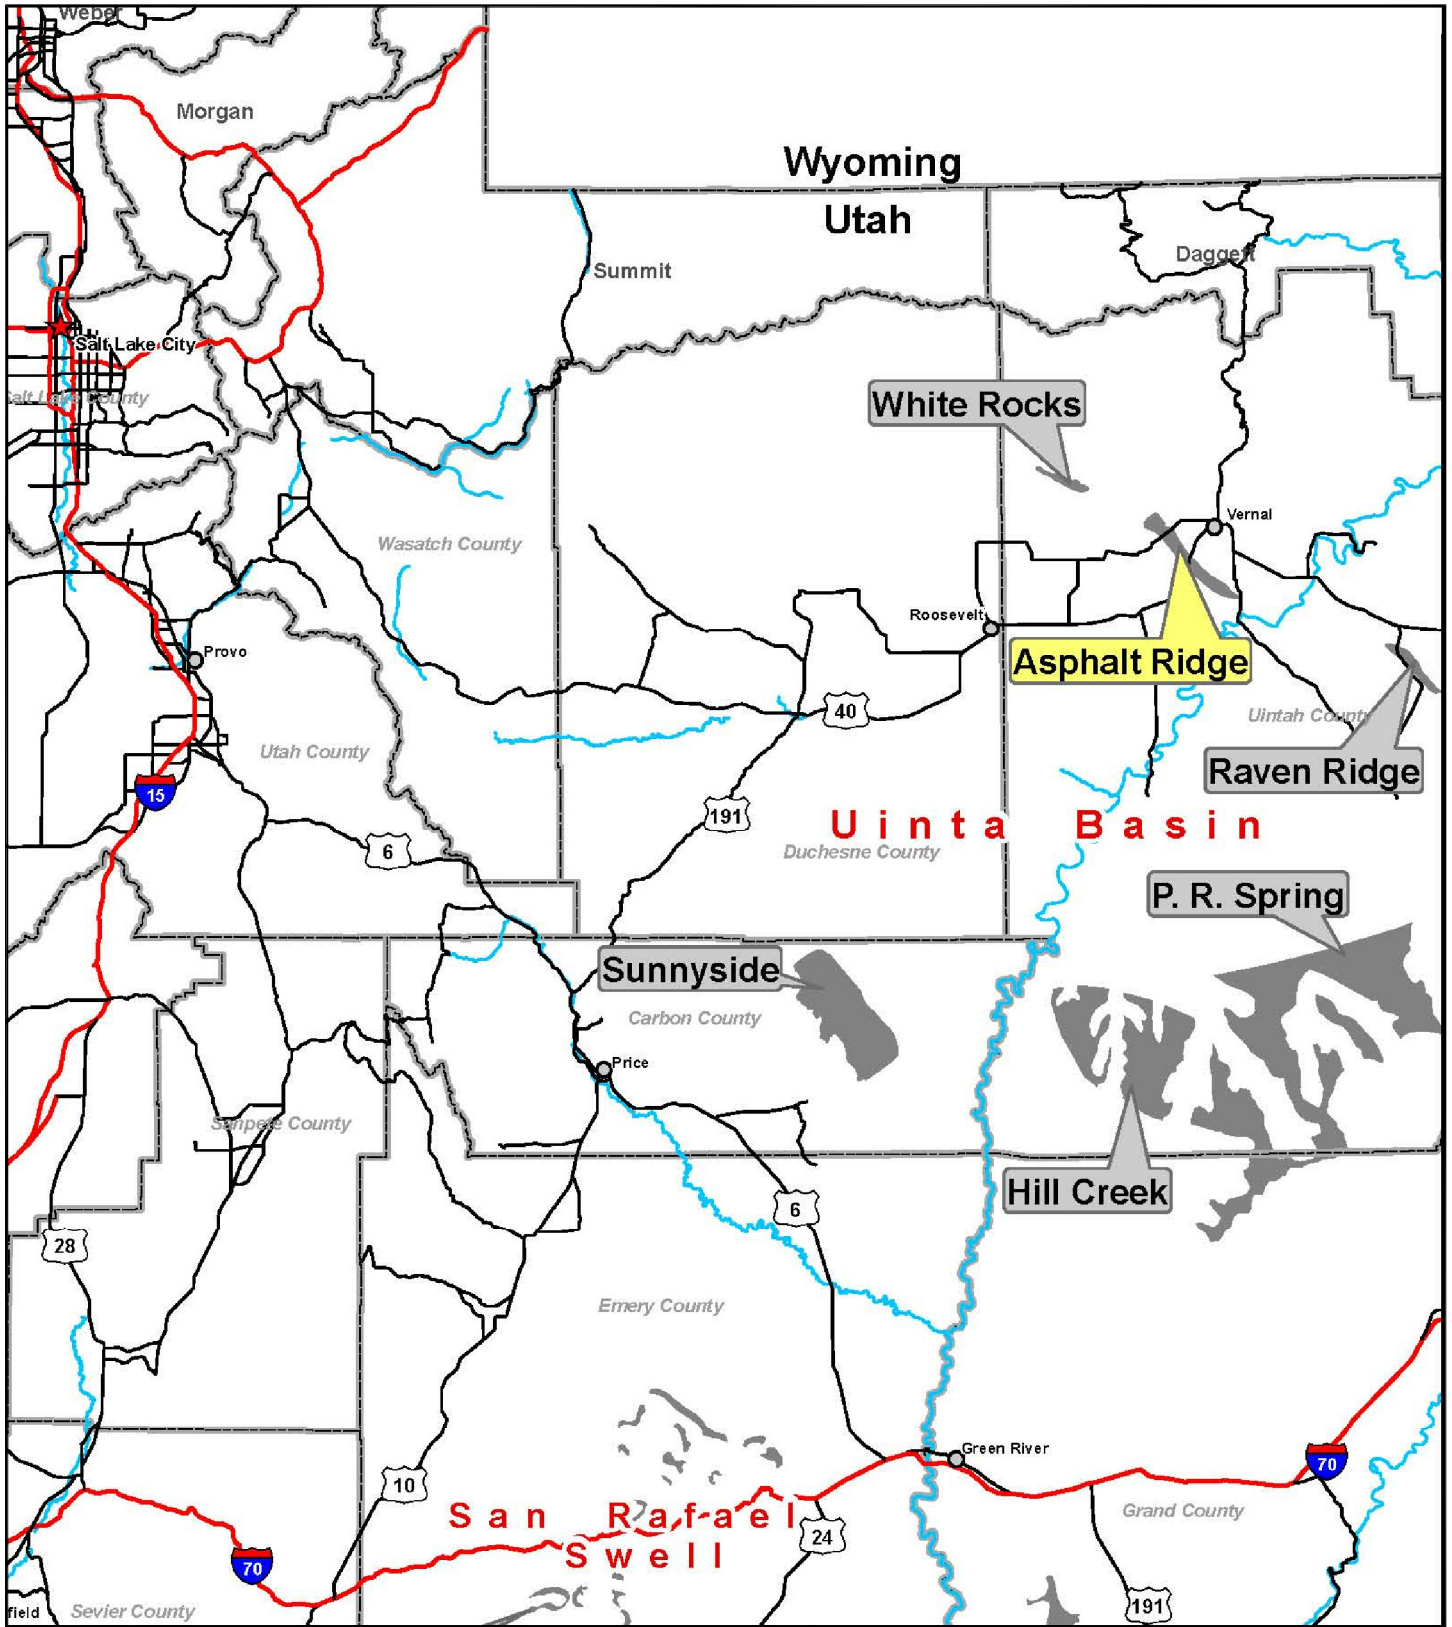 Weber
Morgan
Wyoming
Utah
Summit
Daggett
Salt Lake City
Salt Lake County
White Rocks
Vernal
Wasatch County
Roosevelt
Asphalt Ridge
Provo
40
Uintah County
Utah County
Raven Ridge
15
191
Uinta Basin
6
Duchesne County
P. R. Spring
Sunnyside
Carbon County
Price
Sanpete County
Hill Creek
6
28
Emery County
Green River
70
10
San Rafael
Swell
24
Grand County
70
191
field
Sevier County